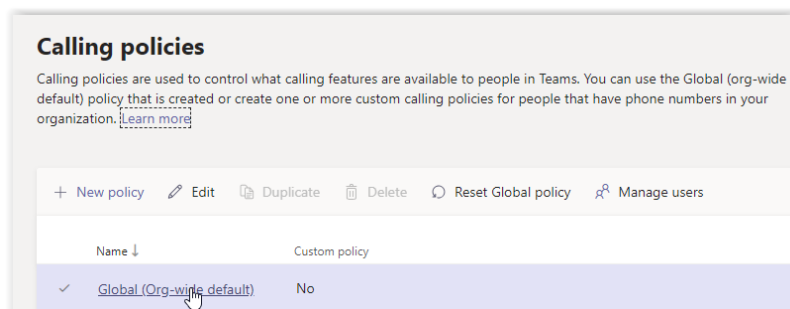 Calling policies
Calling policies are used to control what calling features are available to people in Teams. You can use the Global (org-wide
default) policy that is created or create one or more custom calling policies for people that have phone numbers in your
organization. Learn more
+ New policy Edit Duplicate Delete Reset Global policy Manage users
Name ↓ Custom policy
Global (Org-wide default) No